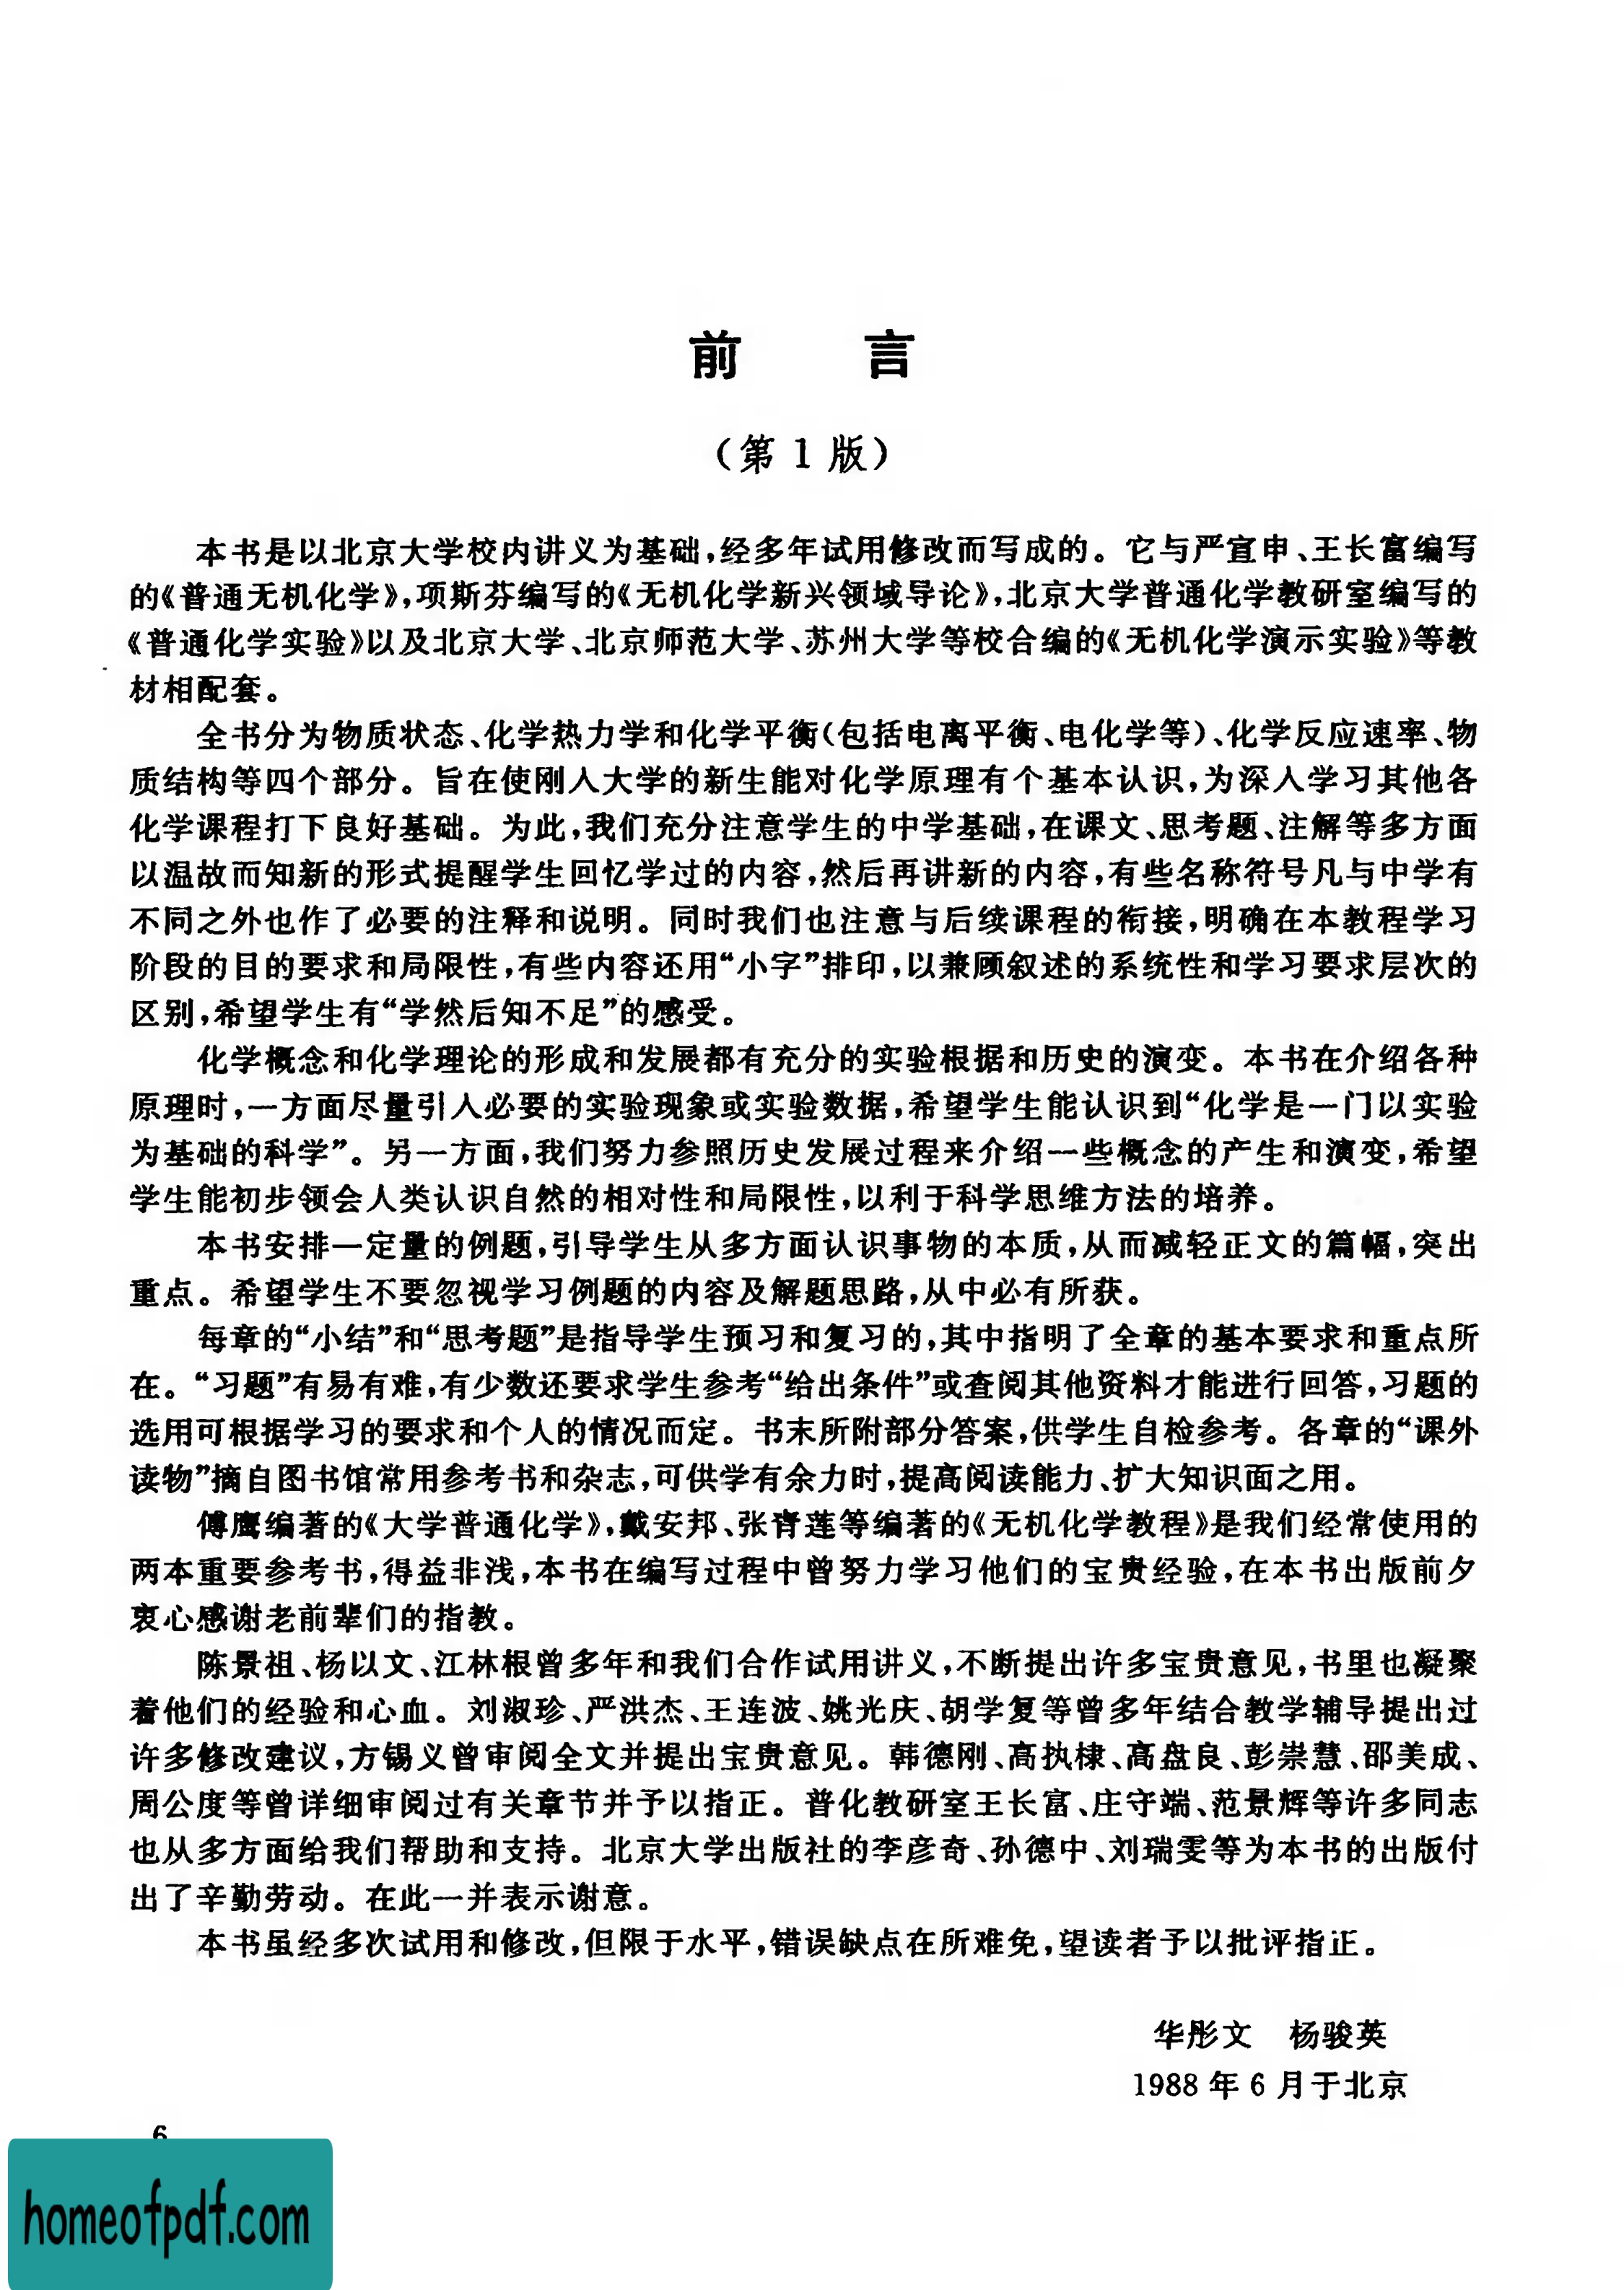 前 言
（第 1 版）
本书是以北京大学校内讲义为基础,经多年试用修改而写成的。它与严宣申、王长富编写
的《普通无机化学》,项斯芬编写的《无机化学新兴领域导论》,北京大学普通化学教研室编写的
《普通化学实验》以及北京大学、北京师范大学、苏州大学等校合编的《无机化学演示实验》等教
材相配套。
全书分为物质状态、化学热力学和化学平衡(包括电离平衡、电化学等)、化学反应速率、物
质结构等四个部分。旨在使刚入大学的新生能对化学原理有个基本认识,为深入学习其他各
化学课程打下良好基础。为此,我们充分注意学生的中学基础,在课文、思考题、注解等多方面
以温故而知新的形式提醒学生回忆学过的内容,然后再讲新的内容,有些名称符号凡与中学有
不同之外也作了必要的注释和说明。同时我们也注意与后续课程的衔接,明确在本教程学习
阶段的目的要求和局限性,有些内容还用“小字”排印,以兼顾叙述的系统性和学习要求层次的
区别,希望学生有“学然后知不足”的感受。
化学概念和化学理论的形成和发展都有充分的实验根据和历史的演变。本书在介绍各种
原理时,一方面尽量引入必要的实验现象或实验数据,希望学生能认识到“化学是一门以实验
为基础的科学”。另一方面,我们努力参照历史发展过程来介绍一些概念的产生和演变,希望
学生能初步领会人类认识自然的相对性和局限性,以利于科学思维方法的培养。
本书安排一定量的例题,引导学生从多方面认识事物的本质,从而减轻正文的篇幅,突出
重点。希望学生不要忽视学习例题的内容及解题思路,从中必有所获。
每章的“小结”和“思考题”是指导学生预习和复习的,其中指明了全章的基本要求和重点所
在。“习题”有易有难,有少数还要求学生参考“给出条件”或查阅其他资料才能进行回答,习题的
选用可根据学习的要求和个人的情况而定。书末所附部分答案,供学生自检参考。各章的“课外
读物”摘自图书馆常用参考书和杂志,可供学有余力时,提高阅读能力、扩大知识面之用。
傅鹰编著的《大学普通化学》,戴安邦、张青莲等编著的《无机化学教程》是我们经常使用的
两本重要参考书,得益非浅,本书在编写过程中曾努力学习他们的宝贵经验,在本书出版前夕
衷心感谢老前辈们的指教。
陈景祖、杨以文、江林根曾多年和我们合作试用讲义,不断提出许多宝贵意见,书里也凝聚
着他们的经验和心血。刘淑珍、严洪杰、王连波、姚光庆、胡学复等曾多年结合教学辅导提出过
许多修改建议,方锡义曾审阅全文并提出宝贵意见。韩德刚、高执棣、高盘良、彭崇慧、邵美成、
周公度等曾详细审阅过有关章节并予以指正。普化教研室王长富、庄守端、范景辉等许多同志
也从多方面给我们帮助和支持。北京大学出版社的李彦奇、孙德中、刘瑞雯等为本书的出版付
出了辛勤劳动。在此一并表示谢意。
本书虽经多次试用和修改,但限于水平,错误缺点在所难免,望读者予以批评指正。
华彤文 杨骏英
1988 年 6 月于北京
6
homeofpdf.com